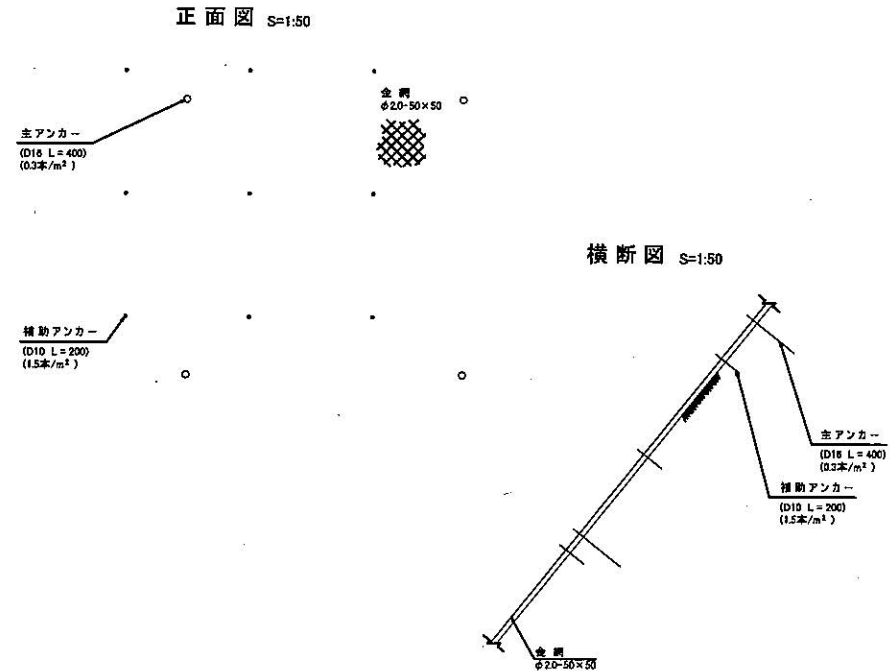 正面図 S=1:50
金網
φ2.0-50×50
主アンカー
(D16 L=400)
(0.3本/m²)
補助アンカー
(D10 L=200)
(1.5本/m²)
横断図 S=1:50
主アンカー
(D16 L=400)
(0.3本/m²)
補助アンカー
(D10 L=200)
(1.5本/m²)
金網
φ2.0-50×50